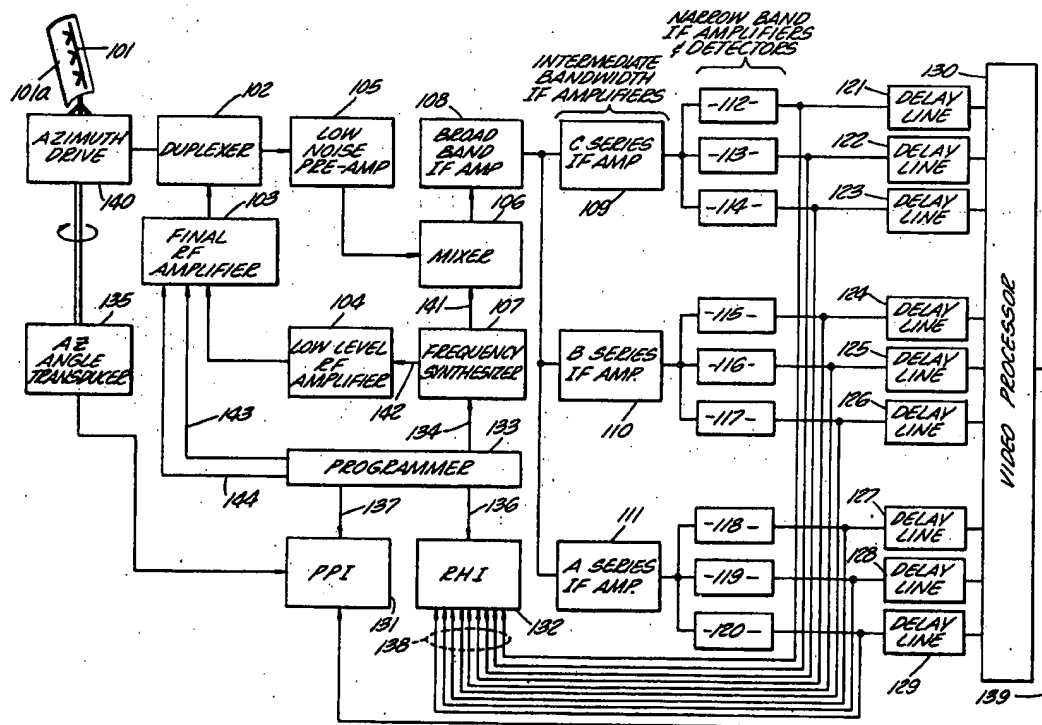 NARROW BAND
IF AMPLIFIERS
& DETECTORS
INTERMEDIATE
BANDWIDTH
IF AMPLIFIERS
101
101a
102
105
108
130
121
AZIMUTH
DRIVE
DUPLEXER
LOW
NOISE
PRE-AMP
BROAD
BAND
IF AMP
C SERIES
IF AMP
-112-
-113-
-114-
DELAY
LINE
122
DELAY
LINE
123
DELAY
LINE
140
103
106
109
FINAL
RF
AMPLIFIER
MIXER
141
135
104
107
124
AZ
ANGLE
TRANSDUCER
LOW LEVEL
RF
AMPLIFIER
FREQUENCY
SYNTHESIZER
B SERIES
IF AMP.
-115-
-116-
-117-
DELAY
LINE
125
DELAY
LINE
126
DELAY
LINE
VIDEO PROCESSOR
142
143
134
133
110
PROGRAMMER
144
137
136
111
127
PPI
RHI
A SERIES
IF AMP.
-118-
-119-
-120-
DELAY
LINE
128
DELAY
LINE
DELAY
LINE
131
138
132
129
139